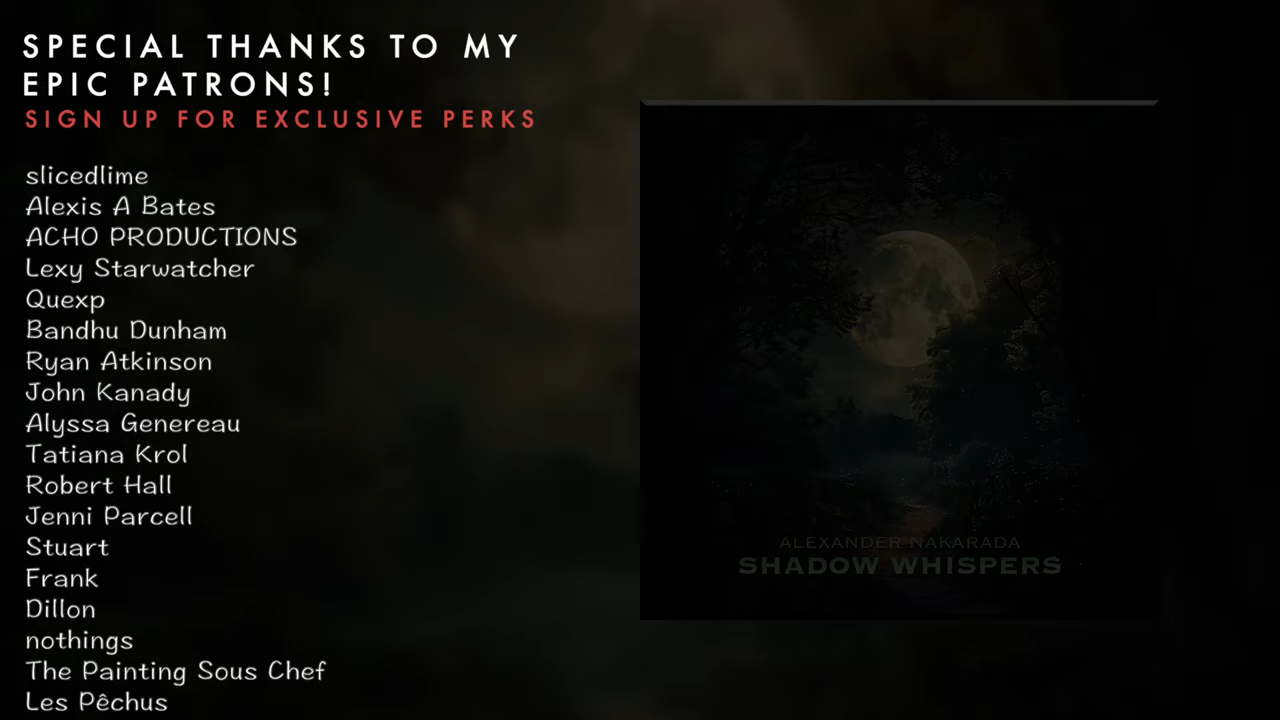 SPECIAL THANKS TO MY
EPIC PATRONS!
SIGN UP FOR EXCLUSIVE PERKS
slicedlime
Alexis A Bates
ACHO PRODUCTIONS
Lexy Starwatcher
Quexp
Bandhu Dunham
Ryan Atkinson
John Kanady
Alyssa Genereau
Tatiana Krol
Robert Hall
Jenni Parcell
Stuart
Frank
Dillon
nothings
The Painting Sous Chef
Les Pêchus
ALEXANDER NAKARADA
SHADOW WHISPERS